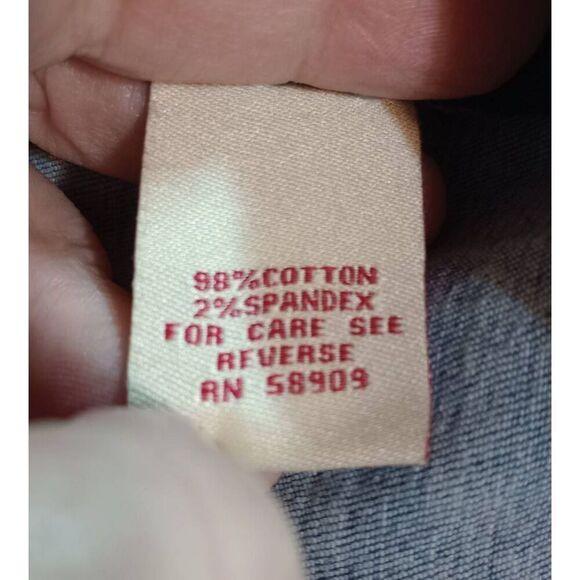 98%COTTON
2%SPANDEX
FOR CARE SEE
REVERSE
RN 58909